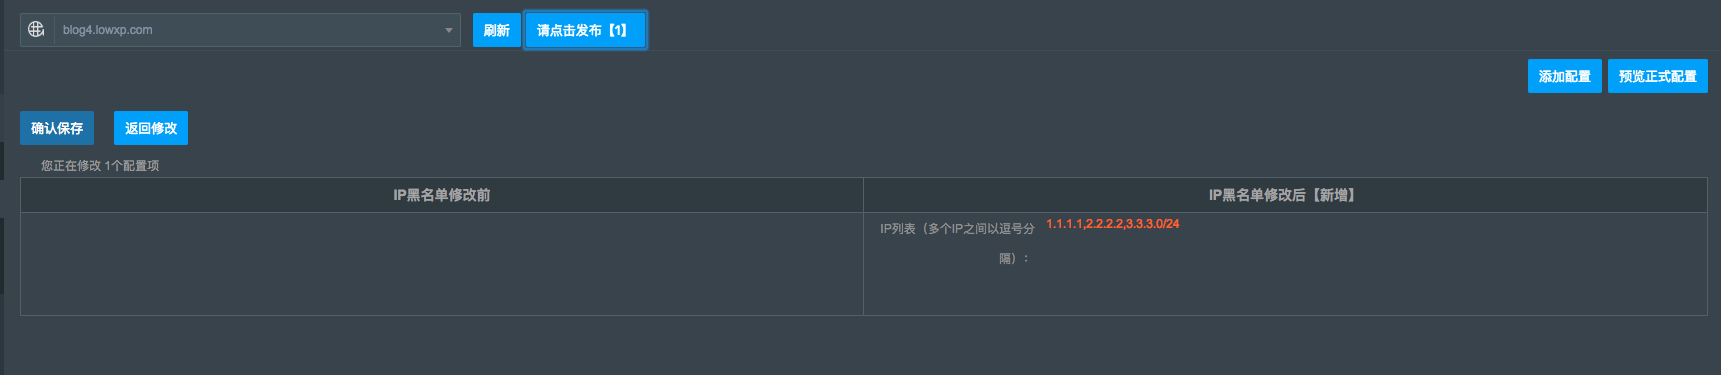 blog4.lowxp.com
刷新
请点击发布【1】
添加配置
预览正式配置
确认保存
返回修改
您正在修改 1个配置项
IP黑名单修改前
IP黑名单修改后【新增】
IP列表（多个IP之间以逗号分
隔）：
1.1.1.1,2.2.2.2,3.3.3.0/24